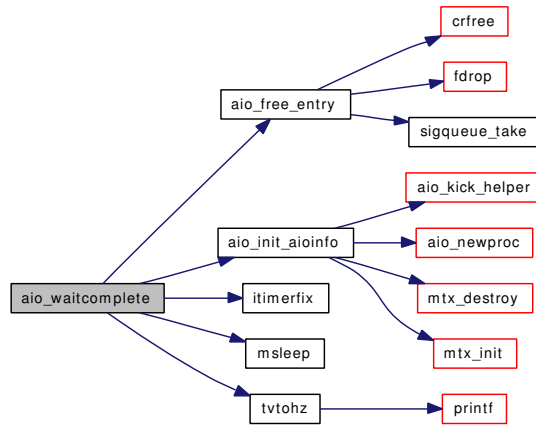 crfree
fdrop
aio_free_entry
sigqueue_take
aio_kick_helper
aio_init_aioinfo
aio_newproc
aio_waitcomplete
itimerfix
mtx_destroy
msleep
mtx_init
tvtohz
printf